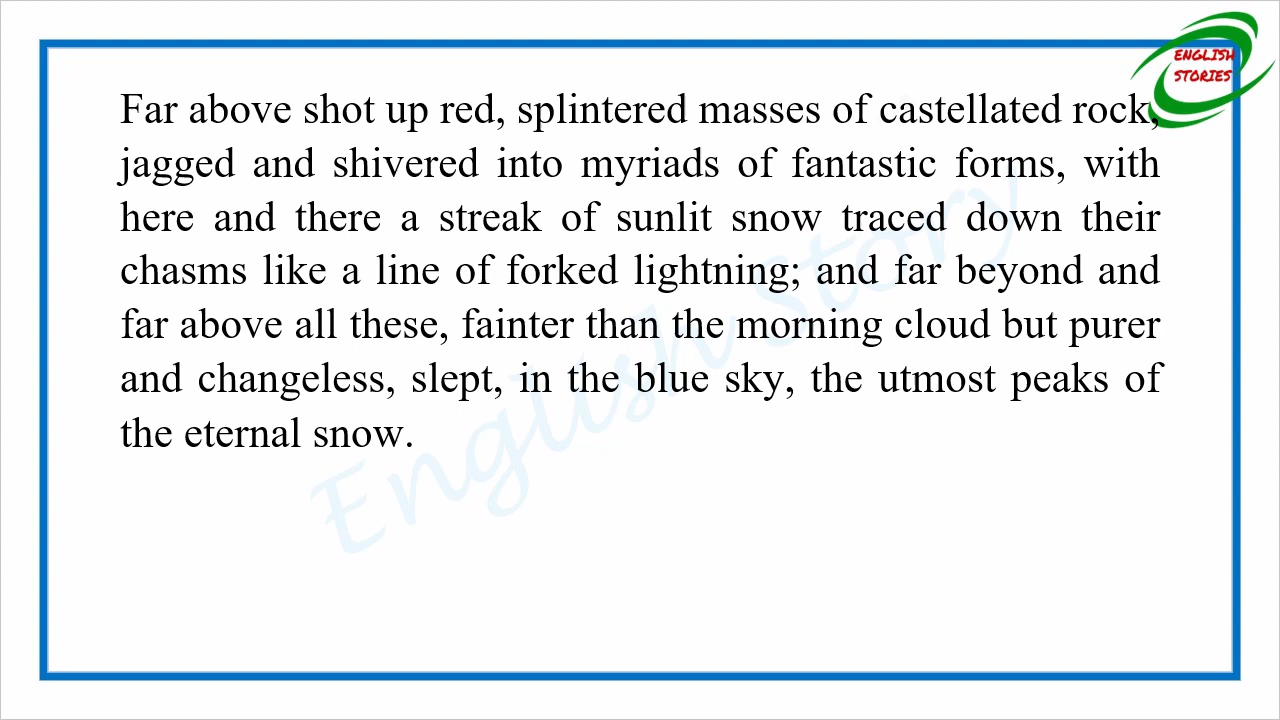 ENGLISH
STORIES
Far above shot up red, splintered masses of castellated rock,
jagged and shivered into myriads of fantastic forms, with
here and there a streak of sunlit snow traced down their
chasms like a line of forked lightning; and far beyond and
far above all these, fainter than the morning cloud but purer
and changeless, slept, in the blue sky, the utmost peaks of
the eternal snow.
English Story